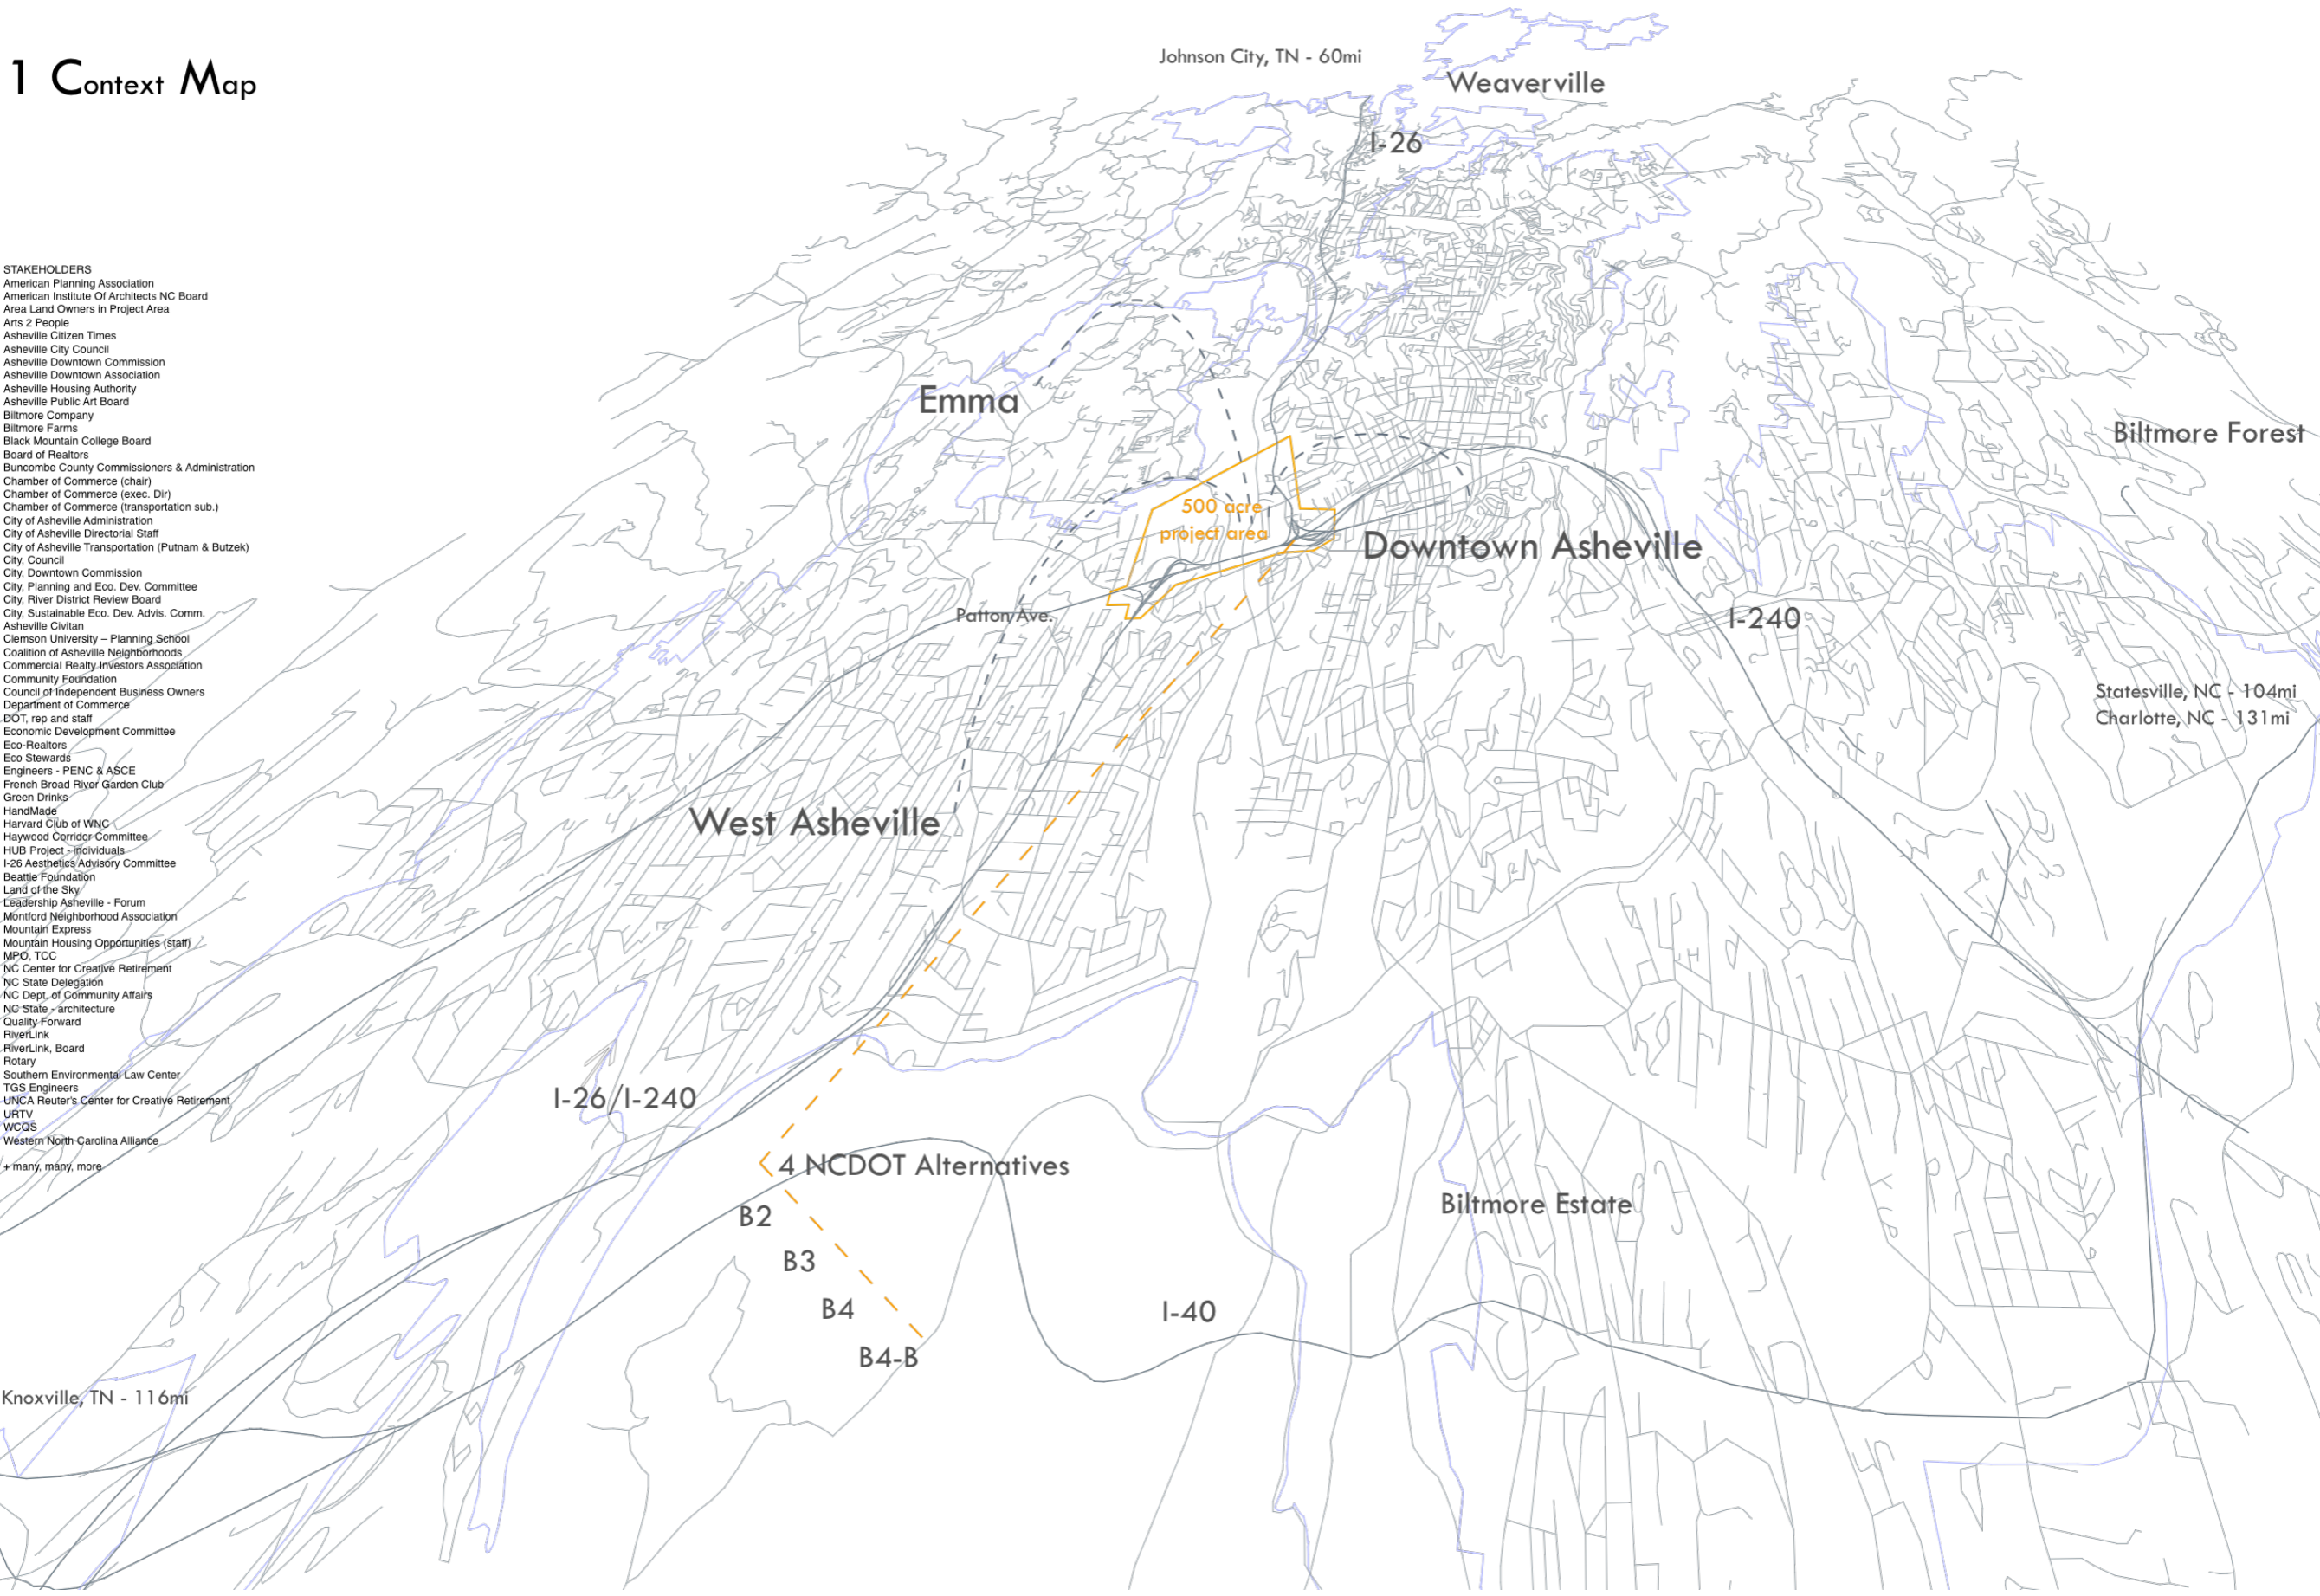 1 Context Map
Johnson City, TN - 60mi
Weaverville
I-26
STAKEHOLDERS
American Planning Association
American Institute Of Architects NC Board
Area Land Owners in Project Area
Arts 2 People
Asheville Citizen Times
Asheville City Council
Asheville Downtown Commission
Asheville Downtown Association
Asheville Housing Authority
Asheville Public Art Board
Biltmore Company
Biltmore Farms
Black Mountain College Board
Board of Realtors
Buncombe County Commissioners & Administration
Chamber of Commerce (chair)
Chamber of Commerce (exec. Dir)
Chamber of Commerce (transportation sub.)
City of Asheville Administration
City of Asheville Directorial Staff
City of Asheville Transportation (Putnam & Butzek)
City, Council
City, Downtown Commission
City, Planning and Eco. Dev. Committee
City, River District Review Board
City, Sustainable Eco. Dev. Advis. Comm.
Asheville Civitan
Clemson University – Planning School
Coalition of Asheville Neighborhoods
Commercial Realty Investors Association
Community Foundation
Council of Independent Business Owners
Department of Commerce
DOT, rep and staff
Economic Development Committee
Eco-Realtors
Eco Stewards
Engineers - PENC & ASCE
French Broad River Garden Club
Green Drinks
HandMade
Harvard Club of WNC
Haywood Corridor Committee
HUB Project - individuals
I-26 Aesthetics Advisory Committee
Beattie Foundation
Land of the Sky
Leadership Asheville - Forum
Montford Neighborhood Association
Mountain Express
Mountain Housing Opportunities (staff)
MPO, TCC
NC Center for Creative Retirement
NC State Delegation
NC Dept. of Community Affairs
NC State - architecture
Quality Forward
RiverLink
RiverLink, Board
Rotary
Southern Environmental Law Center
TGS Engineers
UNCA Reuter's Center for Creative Retirement
URTV
WCQS
Western North Carolina Alliance
+ many, many, more
Emma
Biltmore Forest
500 acre
project area
Downtown Asheville
Patton Ave.
I-240
Statesville, NC - 104mi
Charlotte, NC - 131mi
West Asheville
I-26/I-240
4 NCDOT Alternatives
B2
B3
B4
B4-B
Biltmore Estate
I-40
Knoxville, TN - 116mi